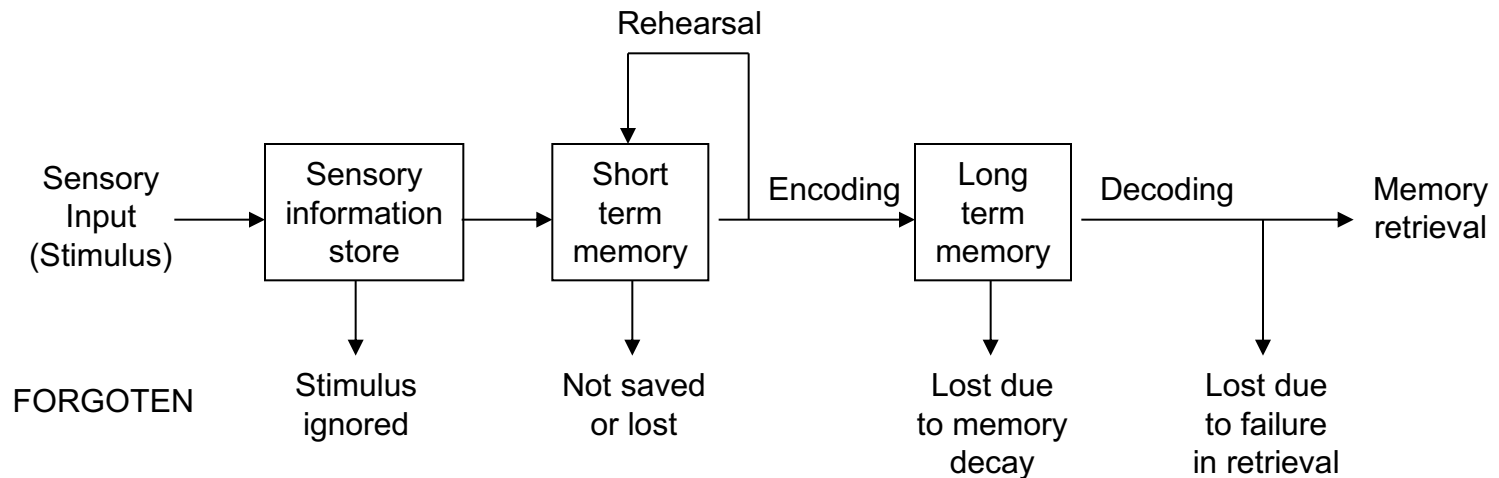 Rehearsal
Sensory
Input
(Stimulus)
Sensory
information
store
Short
term
memory
Encoding
Long
term
memory
Decoding
Memory
retrieval
FORGOTEN
Stimulus
ignored
Not saved
or lost
Lost due
to memory
decay
Lost due
to failure
in retrieval